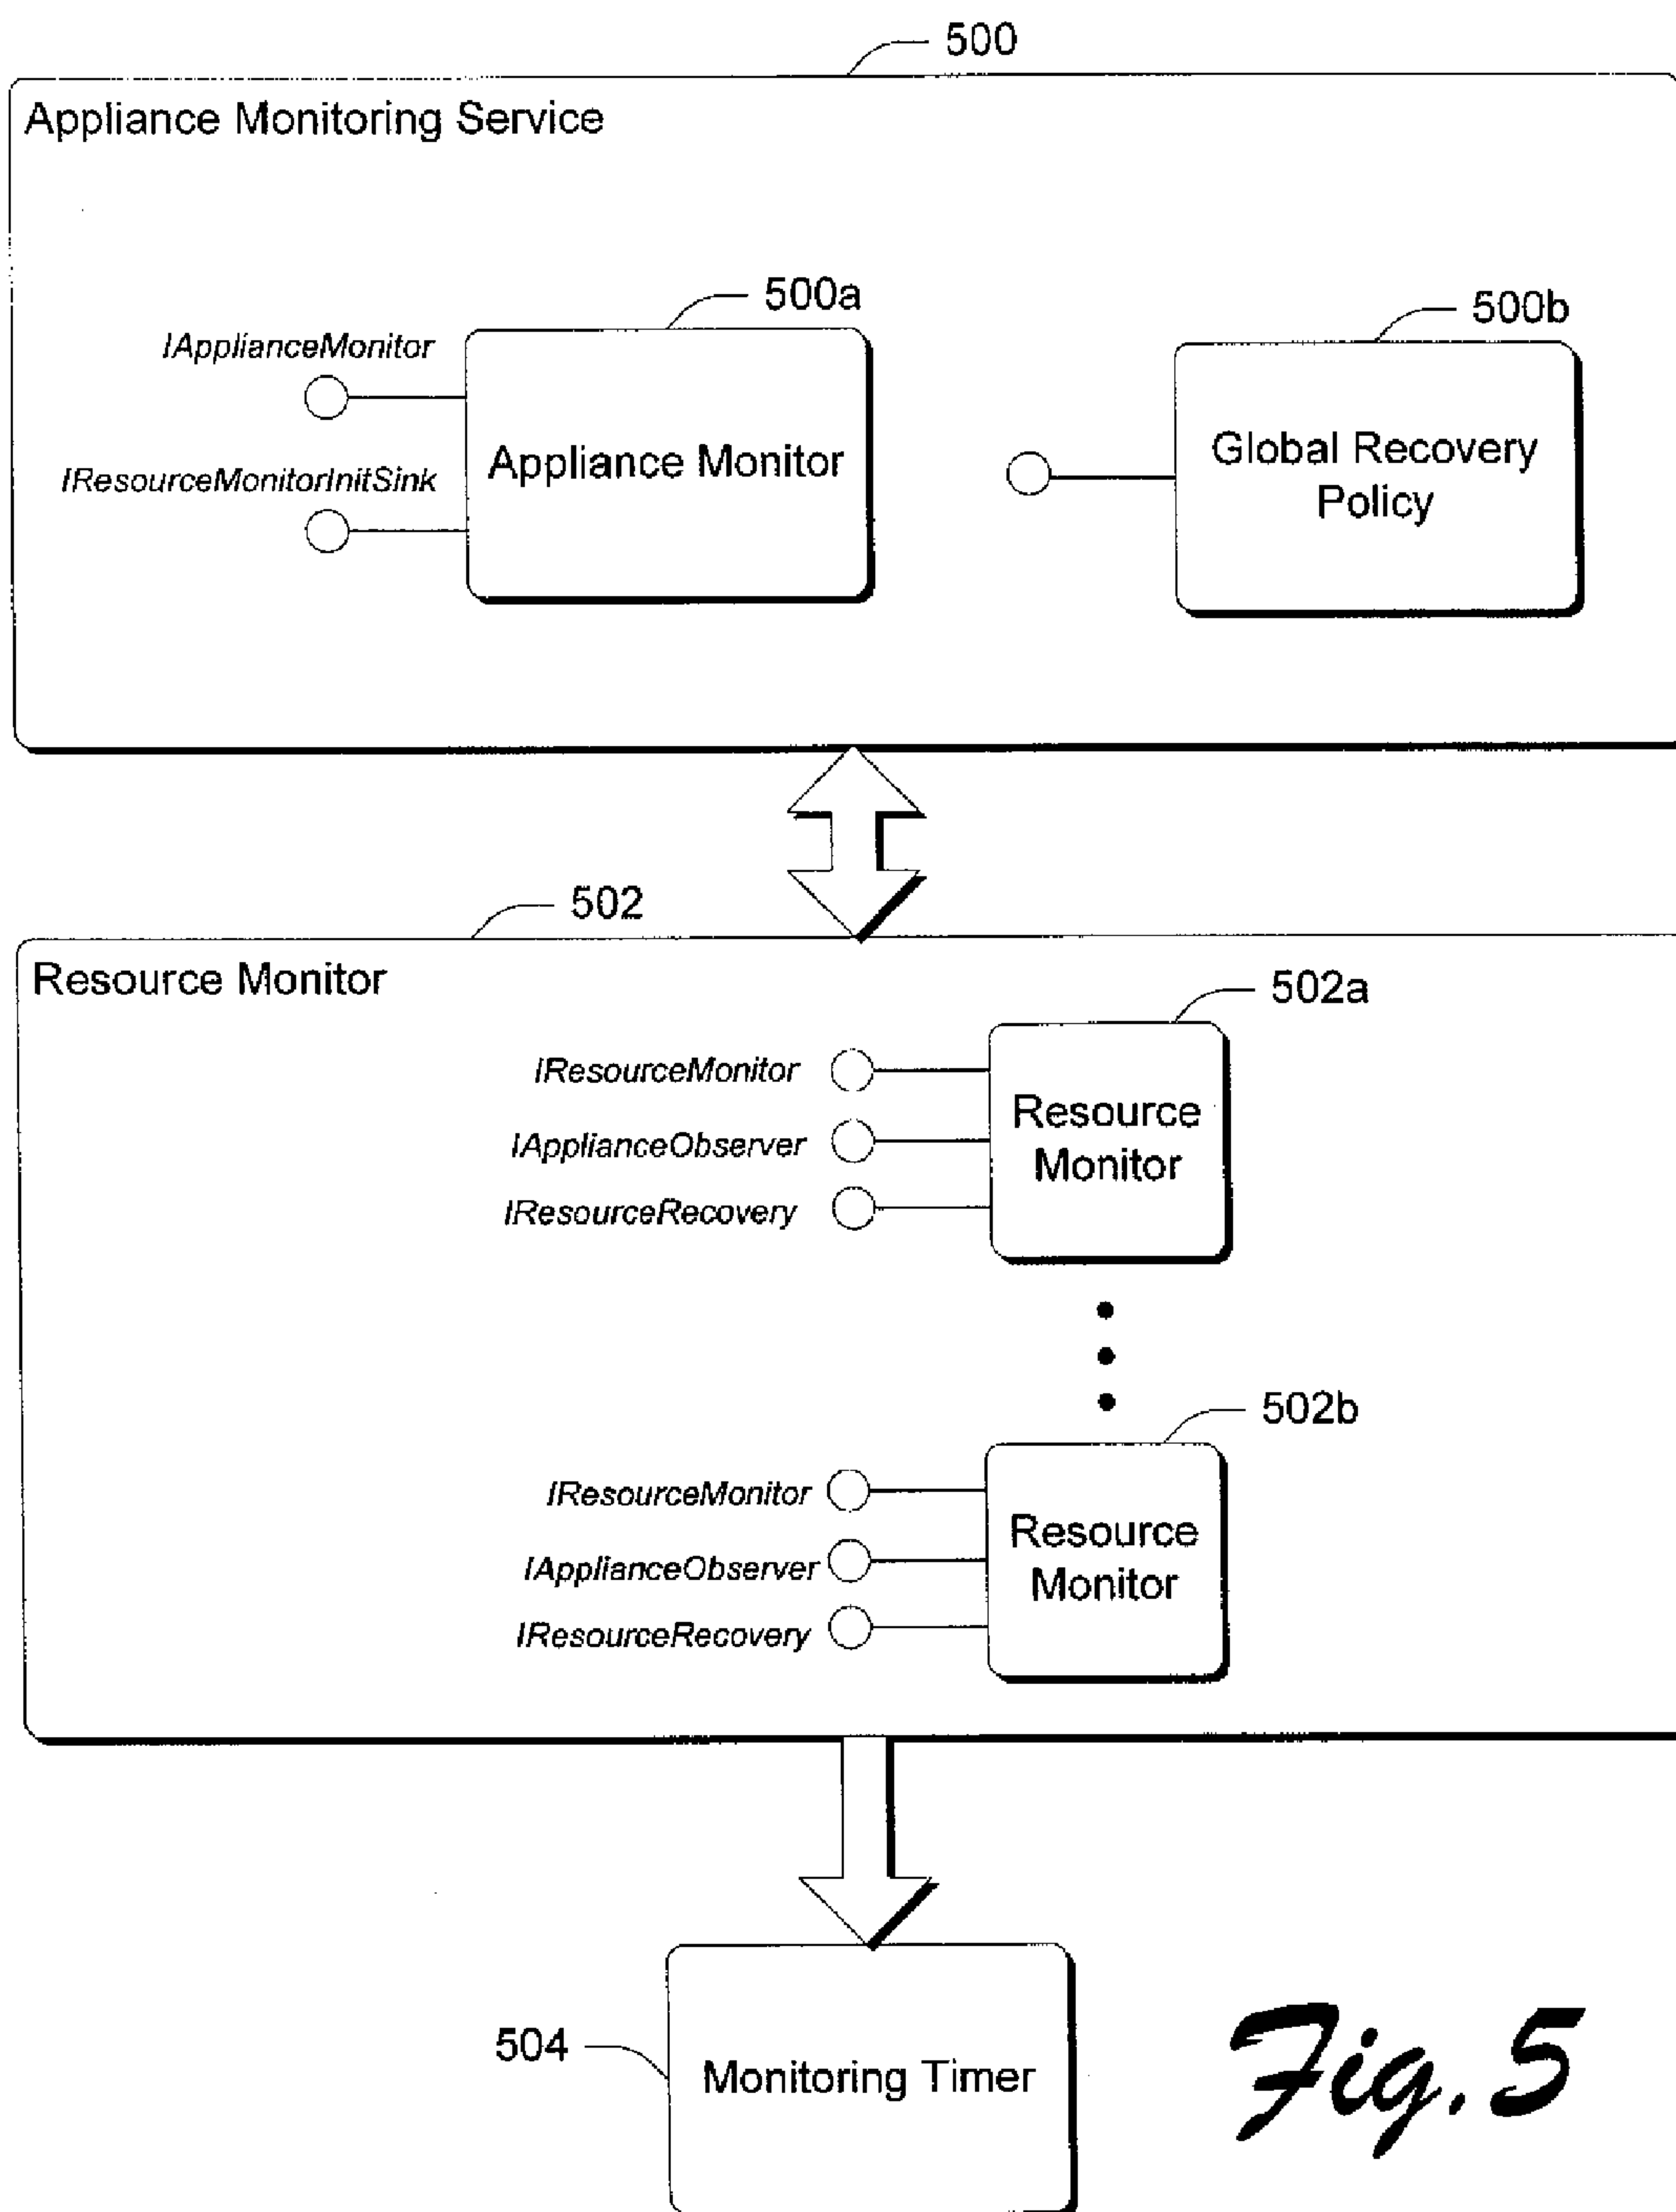 500
Appliance Monitoring Service
500a
500b
IApplianceMonitor
IResourceMonitorInitSink
Appliance Monitor
Global Recovery
Policy
502
Resource Monitor
502a
IResourceMonitor
IApplianceObserver
IResourceRecovery
Resource
Monitor
502b
IResourceMonitor
IApplianceObserver
IResourceRecovery
Resource
Monitor
504
Monitoring Timer
Fig. 5